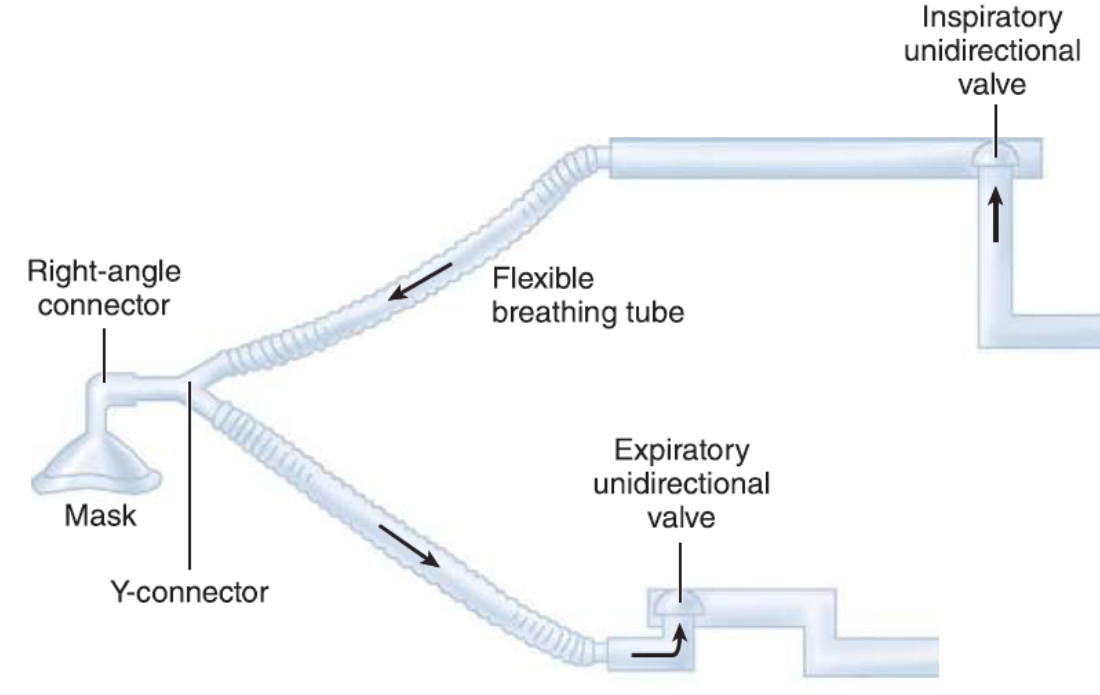 Inspiratory
unidirectional
valve
Right-angle
connector
Flexible
breathing tube
Expiratory
unidirectional
valve
Mask
Y-connector